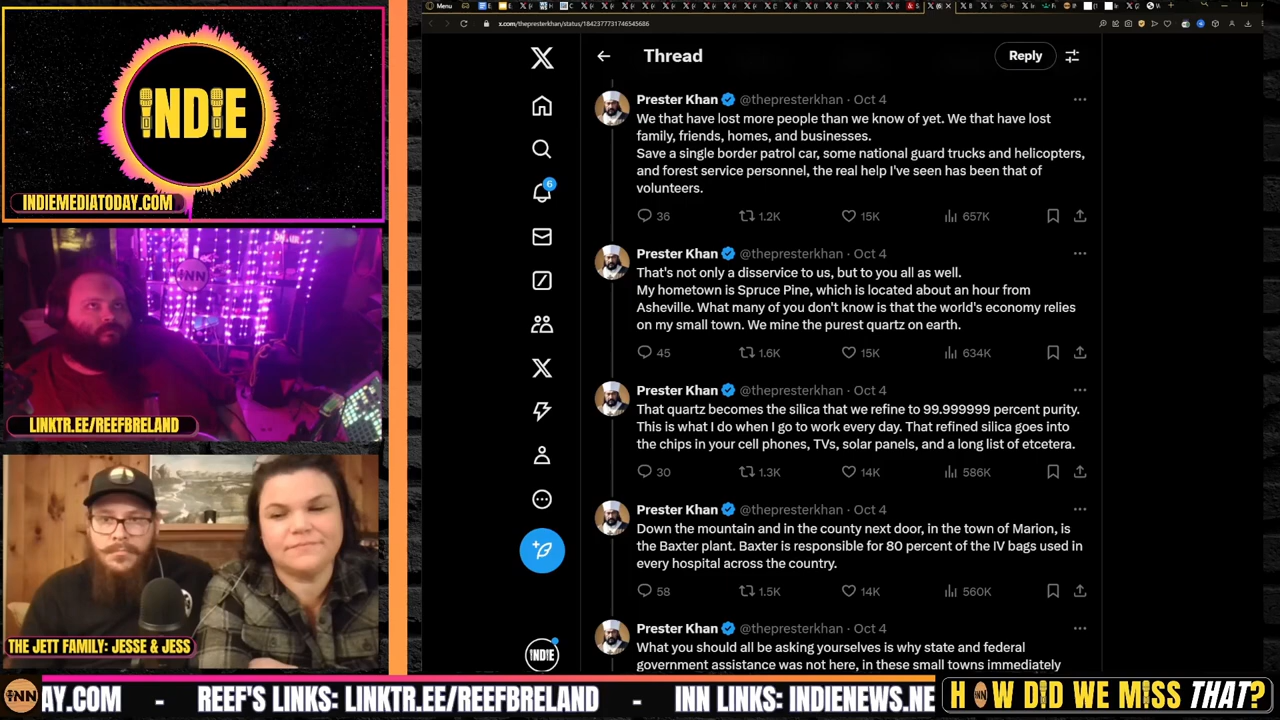 INDIE
INDIEMEDIATODAY.COM
INN
LINKTR.EE/REEFBRELAND
THE JETT FAMILY: JESSE & JESS
Menu
x.com/thepresterkhan/status/1842377731746545686
Thread
Reply
6
Prester Khan @thepresterkhan · Oct 4
We that have lost more people than we know of yet. We that have lost
family, friends, homes, and businesses.
Save a single border patrol car, some national guard trucks and helicopters,
and forest service personnel, the real help I've seen has been that of
volunteers.
36 1.2K 15K 657K
Prester Khan @thepresterkhan · Oct 4
That's not only a disservice to us, but to you all as well.
My hometown is Spruce Pine, which is located about an hour from
Asheville. What many of you don't know is that the world's economy relies
on my small town. We mine the purest quartz on earth.
45 1.6K 15K 634K
Prester Khan @thepresterkhan · Oct 4
That quartz becomes the silica that we refine to 99.999999 percent purity.
This is what I do when I go to work every day. That refined silica goes into
the chips in your cell phones, TVs, solar panels, and a long list of etcetera.
30 1.3K 14K 586K
Prester Khan @thepresterkhan · Oct 4
Down the mountain and in the county next door, in the town of Marion, is
the Baxter plant. Baxter is responsible for 80 percent of the IV bags used in
every hospital across the country.
58 1.5K 14K 560K
Prester Khan @thepresterkhan · Oct 4
What you should all be asking yourselves is why state and federal
government assistance was not here, in these small towns immediately
INDIE
INN
AY.COM - REEF'S LINKS: LINKTR.EE/REEFBRELAND - INN LINKS: INDIENEWS.NE
HOW DID WE MISS THAT?